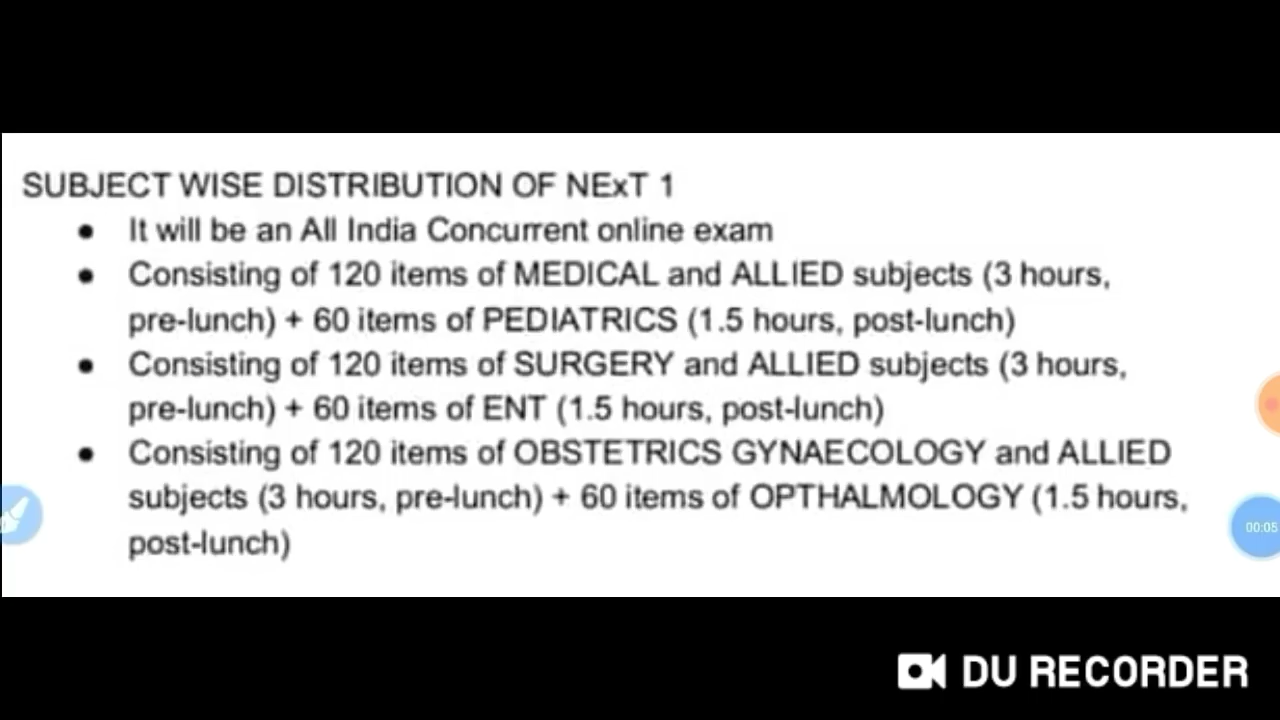 SUBJECT WISE DISTRIBUTION OF NExT 1
● It will be an All India Concurrent online exam
● Consisting of 120 items of MEDICAL and ALLIED subjects (3 hours,
pre-lunch) + 60 items of PEDIATRICS (1.5 hours, post-lunch)
● Consisting of 120 items of SURGERY and ALLIED subjects (3 hours,
pre-lunch) + 60 items of ENT (1.5 hours, post-lunch)
● Consisting of 120 items of OBSTETRICS GYNAECOLOGY and ALLIED
subjects (3 hours, pre-lunch) + 60 items of OPTHALMOLOGY (1.5 hours,
post-lunch)
00:05
DU RECORDER